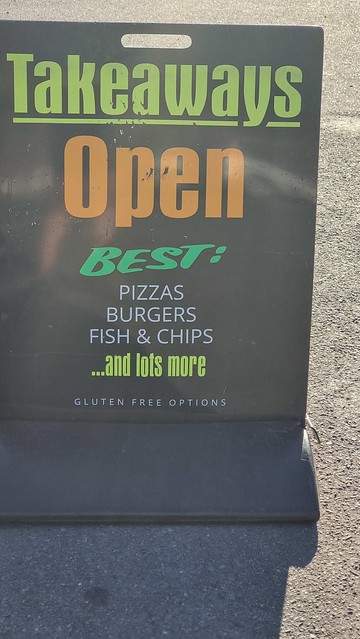 Takeaways
Open
BEST:
PIZZAS
BURGERS
FISH & CHIPS
...and lots more
GLUTEN FREE OPTIONS